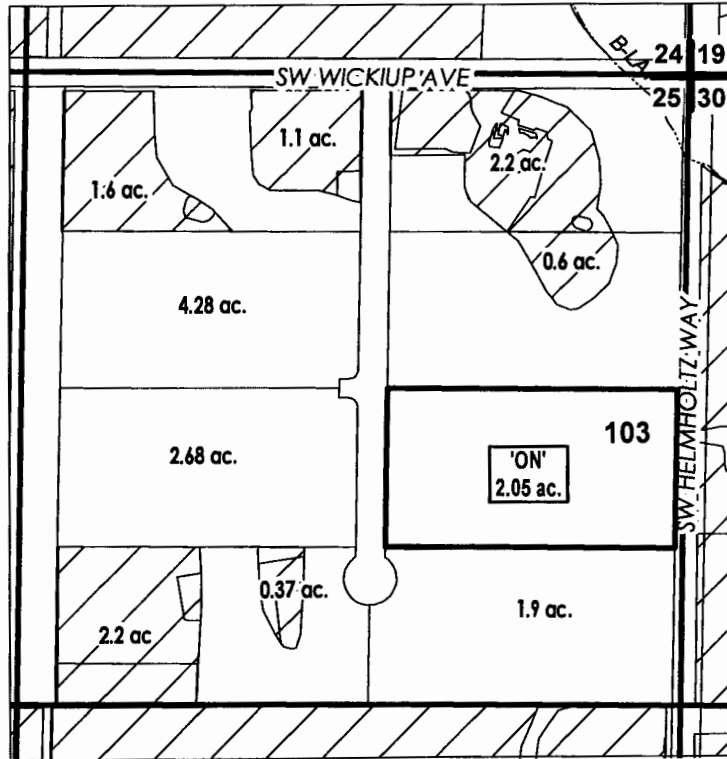 B-LA
24 19
SW WICKIUP AVE
25 30
1.1 ac.
2.2 ac.
1.6 ac.
0.6 ac.
4.28 ac.
SW HELMHOLTZ WAY
103
2.68 ac.
'ON'
2.05 ac.
0.37 ac.
1.9 ac.
2.2 ac